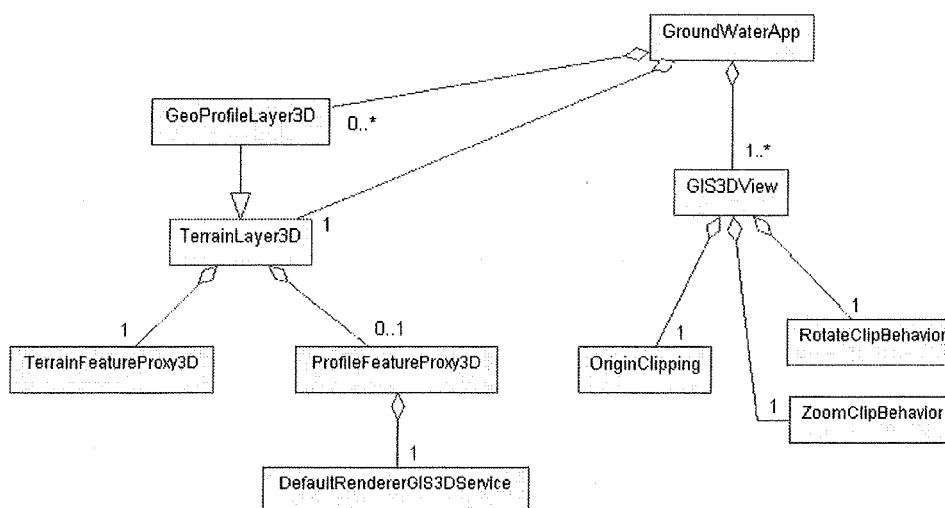 GroundWaterApp
GeoProfileLayer3D
0..*
1..*
GIS3DView
TerrainLayer3D
1
1
0..1
1
1
TerrainFeatureProxy3D
ProfileFeatureProxy3D
OriginClipping
RotateClipBehavior
1
ZoomClipBehavior
1
DefaultRendererGIS3DService